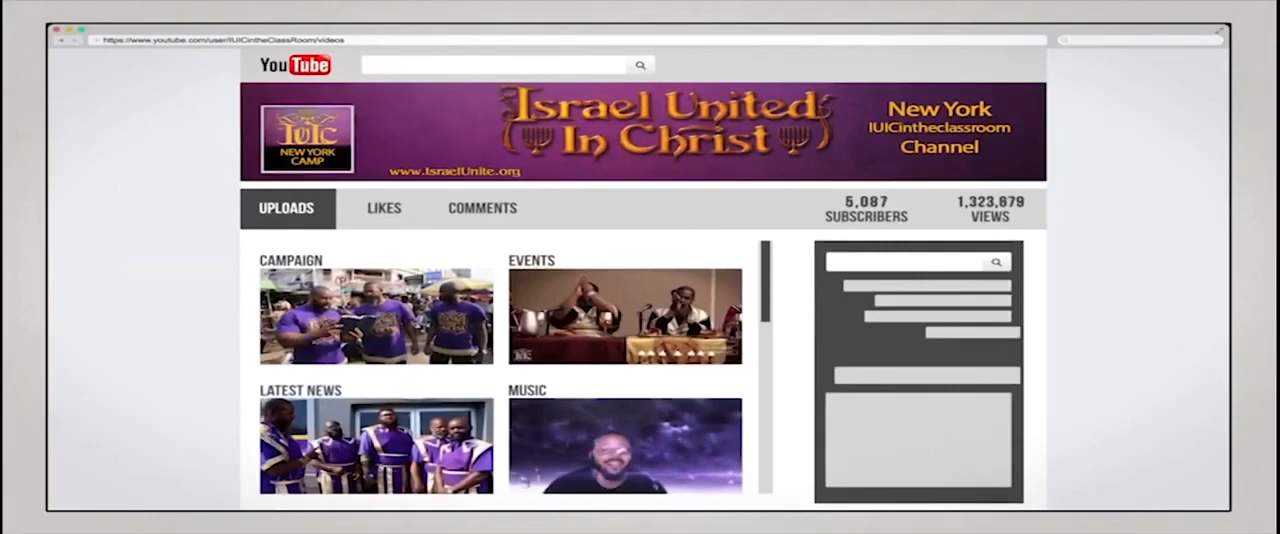 https://www.youtube.com/user/IUICintheClassRoom/videos
YouTube
Israel United
In Christ
IUIC
NEW YORK
CAMP
www.IsraelUnite.org
New York
IUICintheclassroom
Channel
UPLOADS
LIKES
COMMENTS
5,087
SUBSCRIBERS
1,323,679
VIEWS
CAMPAIGN
EVENTS
LATEST NEWS
MUSIC